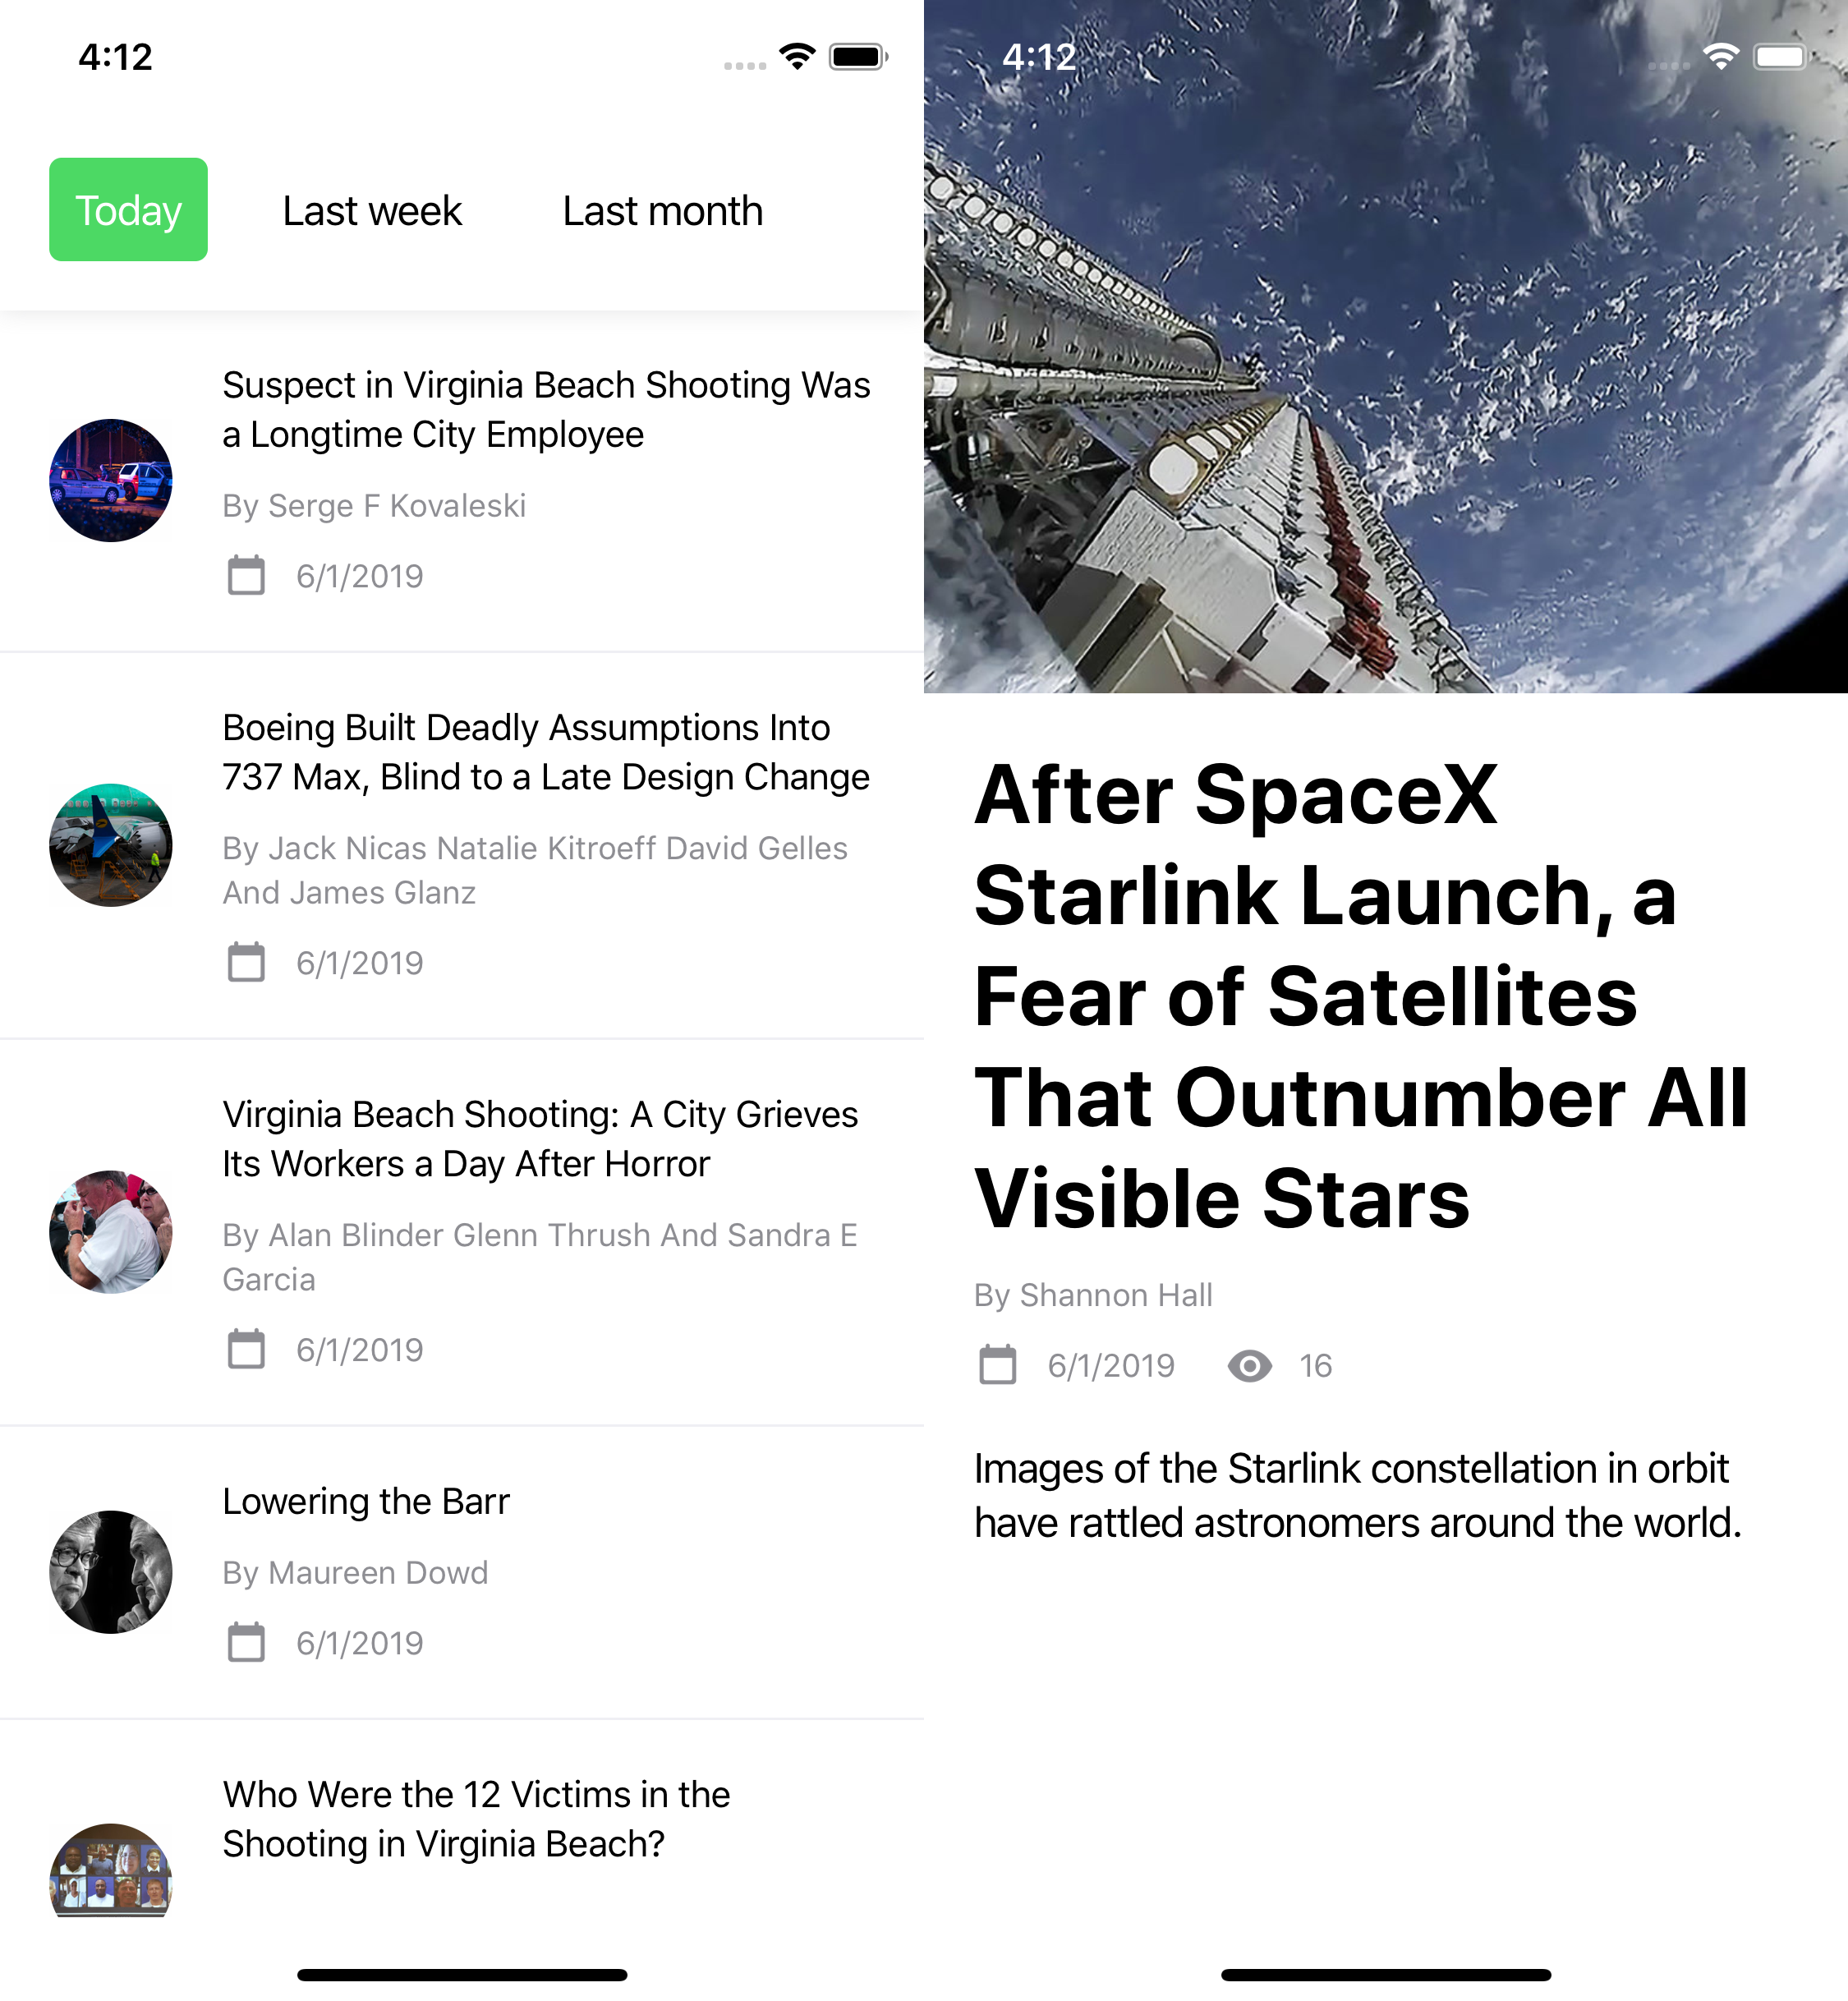 4:12
Today
Last week
Last month
Suspect in Virginia Beach Shooting Was
a Longtime City Employee
By Serge F Kovaleski
6/1/2019
Boeing Built Deadly Assumptions Into
737 Max, Blind to a Late Design Change
By Jack Nicas Natalie Kitroeff David Gelles
And James Glanz
6/1/2019
Virginia Beach Shooting: A City Grieves
Its Workers a Day After Horror
By Alan Blinder Glenn Thrush And Sandra E
Garcia
6/1/2019
Lowering the Barr
By Maureen Dowd
6/1/2019
Who Were the 12 Victims in the
Shooting in Virginia Beach?
4:12
After SpaceX
Starlink Launch, a
Fear of Satellites
That Outnumber All
Visible Stars
By Shannon Hall
6/1/2019 16
Images of the Starlink constellation in orbit
have rattled astronomers around the world.